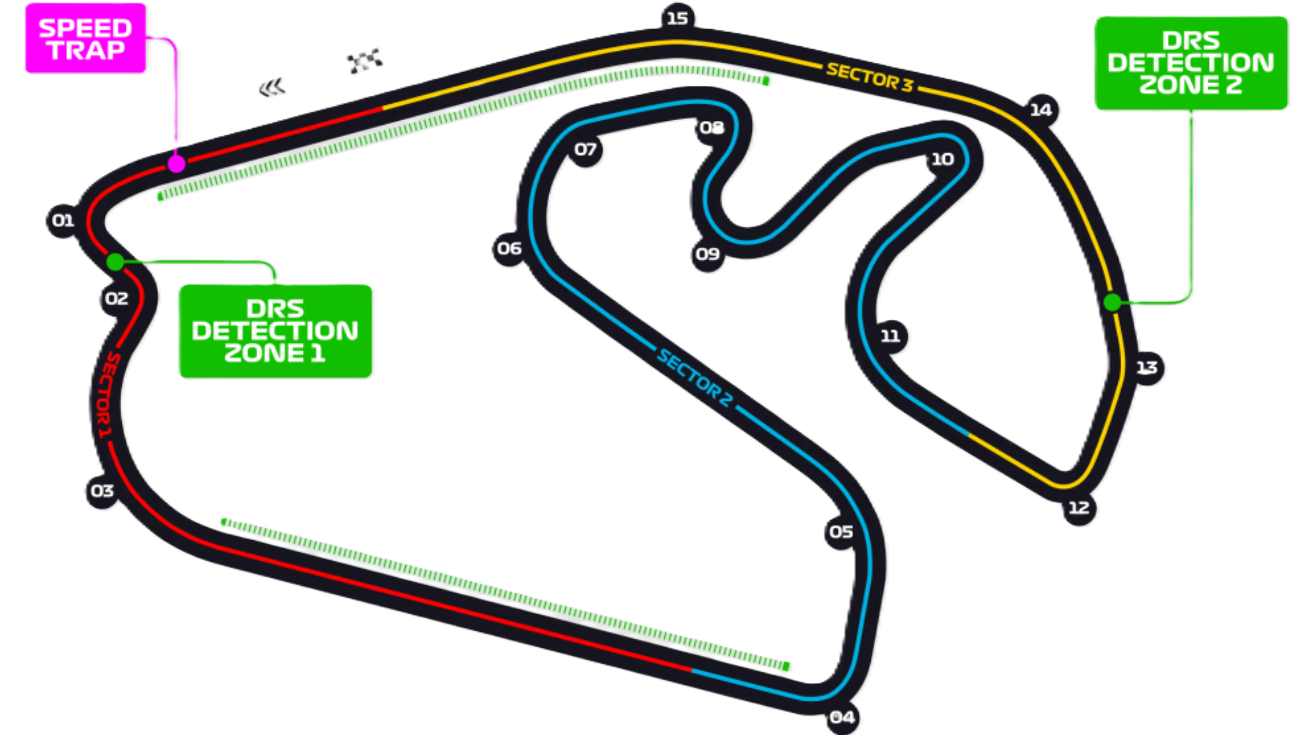 SPEED
TRAP
15
DRS
DETECTION
ZONE 2
SECTOR 3
14
08
07
10
01
06
09
02
DRS
DETECTION
ZONE 1
11
13
SECTOR 1
SECTOR 2
03
12
05
04